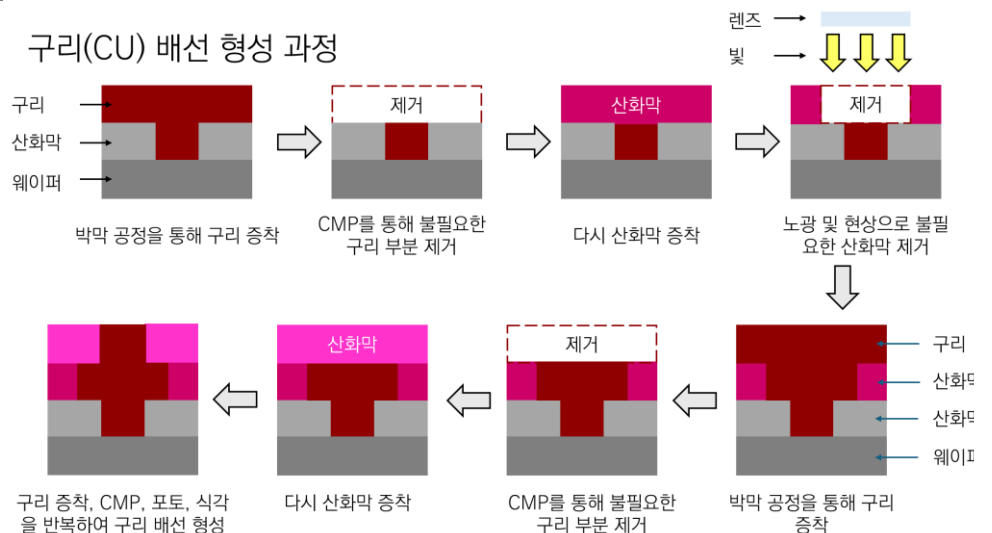 구리(CU) 배선 형성 과정
렌즈
빛
구리
산화막
웨이퍼
제거
산화막
제거
박막 공정을 통해 구리 증착
CMP를 통해 불필요한
구리 부분 제거
다시 산화막 증착
노광 및 현상으로 불필
요한 산화막 제거
산화막
제거
구리
산화막
산화막
웨이퍼
구리 증착, CMP, 포토, 식각
을 반복하여 구리 배선 형성
다시 산화막 증착
CMP를 통해 불필요한
구리 부분 제거
박막 공정을 통해 구리
증착